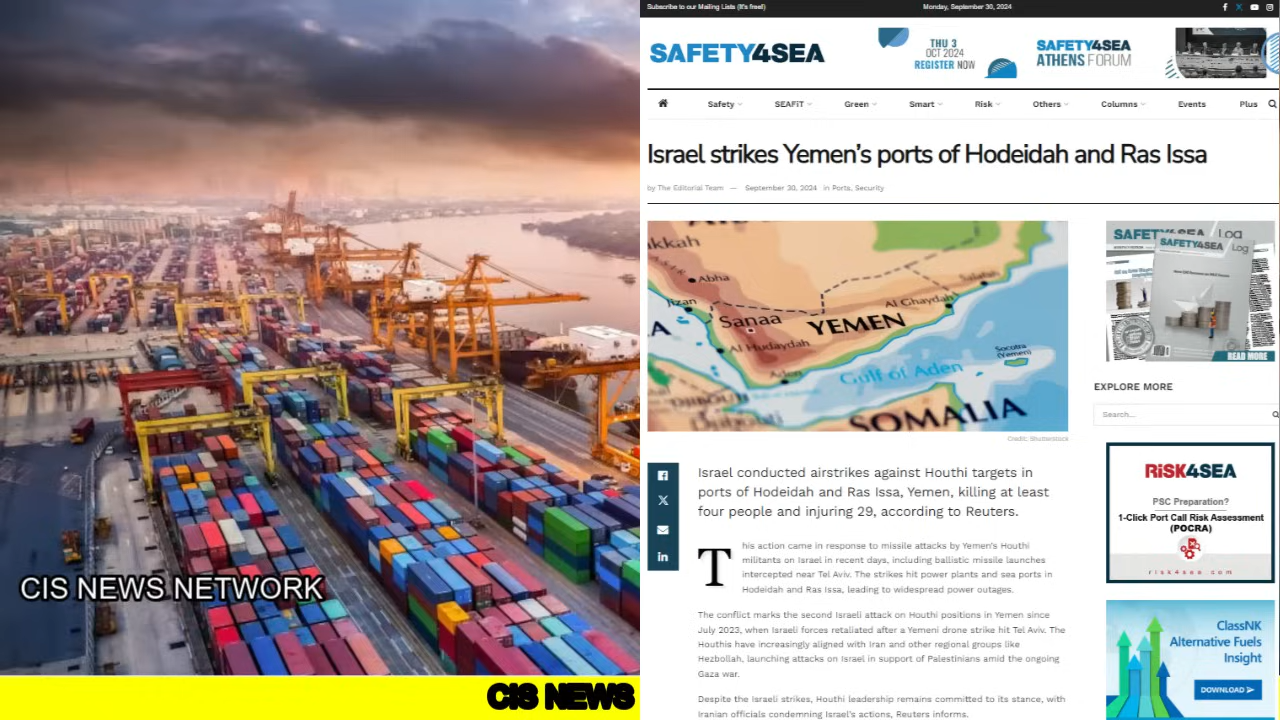 CIS NEWS NETWORK
CIS NEWS
Subscribe to our Mailing Lists (It's free!)
Monday, September 30, 2024
SAFETY4SEA
THU 3
OCT 2024
REGISTER NOW
SAFETY4SEA
ATHENS FORUM
Safety
SEAFiT
Green
Smart
Risk
Others
Columns
Events
Plus
Israel strikes Yemen's ports of Hodeidah and Ras Issa
by The Editorial Team — September 30, 2024 in Ports, Security
akkah
Abha
Jizan
Sanaa
YEMEN
Al Ghaydah
Salalah
Al Hudaydah
Aden
Gulf of Aden
Socotra
(Yemen)
DJIBOUTI
Djibouti
SOMALIA
Credit: Shutterstock
Israel conducted airstrikes against Houthi targets in
ports of Hodeidah and Ras Issa, Yemen, killing at least
four people and injuring 29, according to Reuters.
This action came in response to missile attacks by Yemen's Houthi
militants on Israel in recent days, including ballistic missile launches
intercepted near Tel Aviv. The strikes hit power plants and sea ports in
Hodeidah and Ras Issa, leading to widespread power outages.
The conflict marks the second Israeli attack on Houthi positions in Yemen since
July 2023, when Israeli forces retaliated after a Yemeni drone strike hit Tel Aviv. The
Houthis have increasingly aligned with Iran and other regional groups like
Hezbollah, launching attacks on Israel in support of Palestinians amid the ongoing
Gaza war.
Despite the Israeli strikes, Houthi leadership remains committed to its stance, with
Iranian officials condemning Israel's actions, Reuters informs.
SAFETY4SEA Log
SAFETY4SEA Log
READ MORE
EXPLORE MORE
Search...
RiSK4SEA
PSC Preparation?
1-Click Port Call Risk Assessment
(POCRA)
risk4sea.com
ClassNK
Alternative Fuels
Insight
DOWNLOAD